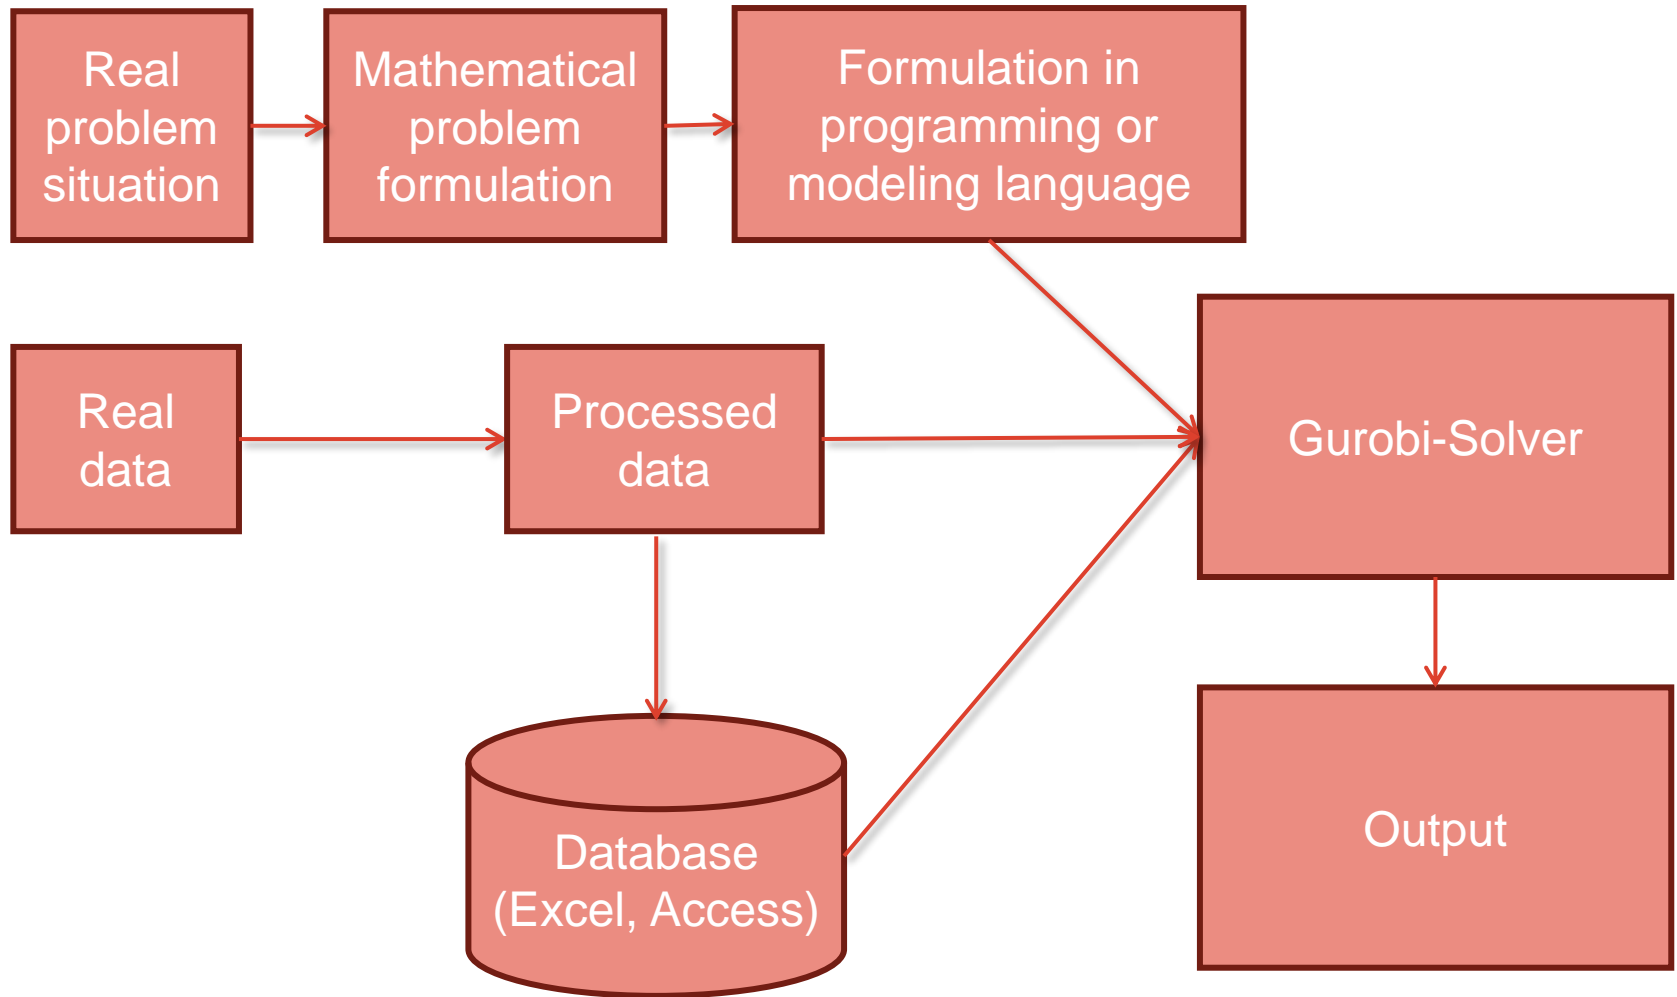 Real
problem
situation
Mathematical
problem
formulation
Formulation in
programming or
modeling language
Real
data
Processed
data
Gurobi-Solver
Database
(Excel, Access)
Output